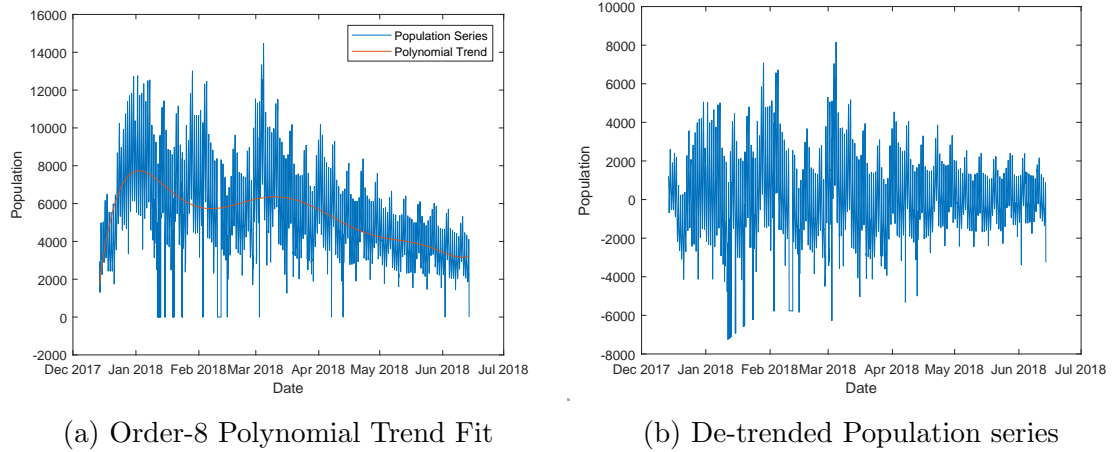 16000
14000
12000
10000
8000
6000
4000
2000
0
-2000
Population
Population Series
Polynomial Trend
Dec 2017 Jan 2018 Feb 2018 Mar 2018 Apr 2018 May 2018 Jun 2018 Jul 2018
Date
(a) Order-8 Polynomial Trend Fit
8000
6000
4000
2000
0
-2000
-4000
-6000
-8000
Population
Dec 2017 Jan 2018 Feb 2018 Mar 2018 Apr 2018 May 2018 Jun 2018 Jul 2018
Date
(b) De-trended Population series